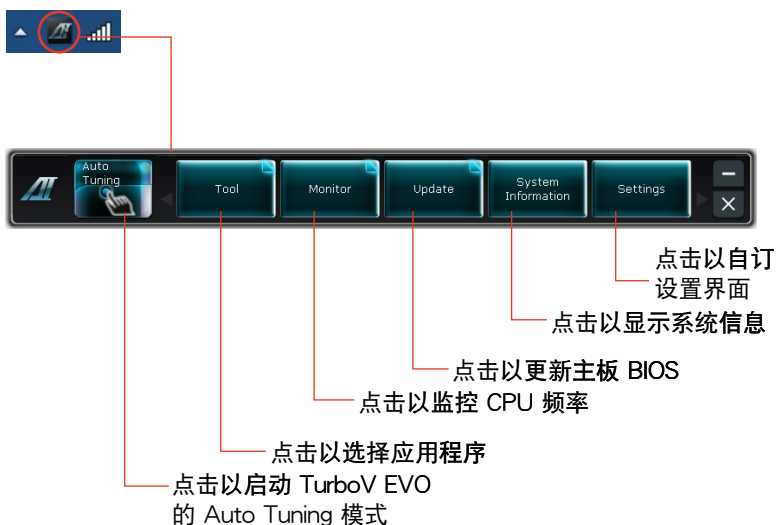 Auto
Tuning
Tool
Monitor
Update
System
Information
Settings
点击以自订
设置界面
点击以显示系统信息
点击以更新主板 BIOS
点击以监控 CPU 频率
点击以选择应用程序
点击以启动 TurboV EVO
的 Auto Tuning 模式